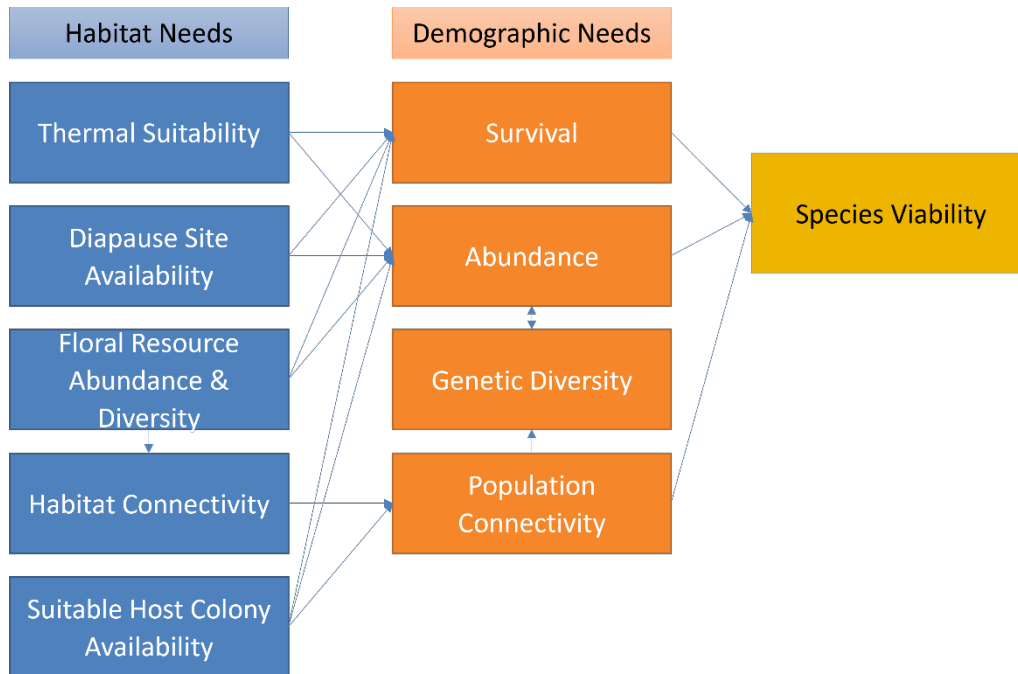 Habitat Needs
Demographic Needs
Thermal Suitability
Survival
Species Viability
Diapause Site
Availability
Abundance
Floral Resource
Abundance &
Diversity
Genetic Diversity
Habitat Connectivity
Population
Connectivity
Suitable Host Colony
Availability